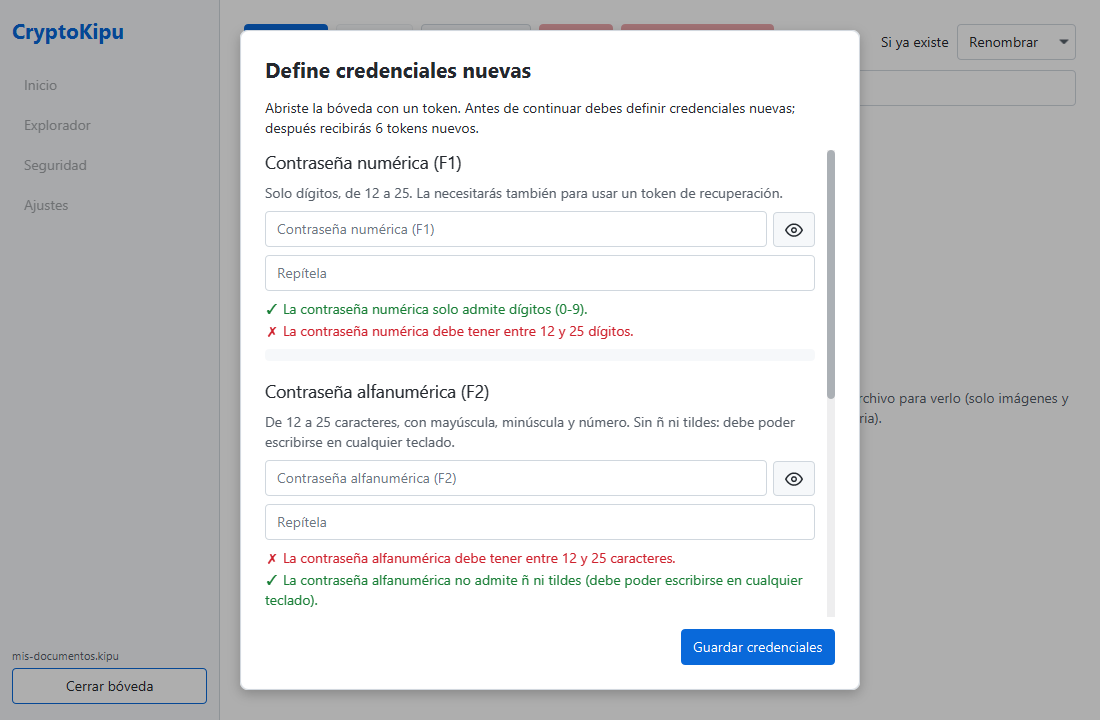 CryptoKipu
Inicio
Explorador
Seguridad
Ajustes
mis-documentos.kipu
Cerrar bóveda
Si ya existe
Renombrar
Define credenciales nuevas
Abriste la bóveda con un token. Antes de continuar debes definir credenciales nuevas;
después recibirás 6 tokens nuevos.
Contraseña numérica (F1)
Solo dígitos, de 12 a 25. La necesitarás también para usar un token de recuperación.
Contraseña numérica (F1)
Repítela
✓ La contraseña numérica solo admite dígitos (0-9).
✗ La contraseña numérica debe tener entre 12 y 25 dígitos.
Contraseña alfanumérica (F2)
De 12 a 25 caracteres, con mayúscula, minúscula y número. Sin ñ ni tildes: debe poder
escribirse en cualquier teclado.
Contraseña alfanumérica (F2)
Repítela
✗ La contraseña alfanumérica debe tener entre 12 y 25 caracteres.
✓ La contraseña alfanumérica no admite ñ ni tildes (debe poder escribirse en cualquier
teclado).
Guardar credenciales
para verlo (solo imágenes y